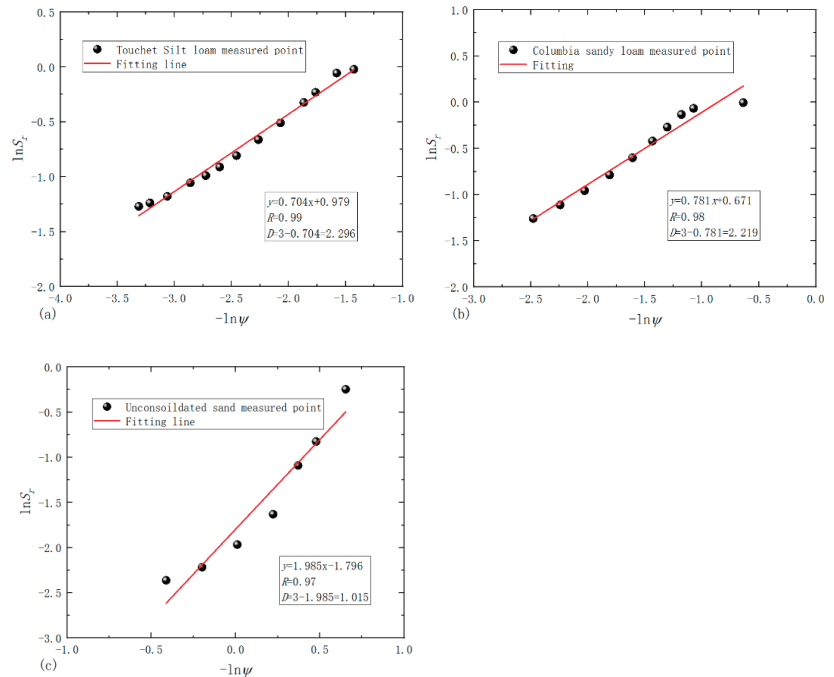 1.0
0.5
0.0
-0.5
-1.0
-1.5
-2.0
lnSr
Touchet Silt loam measured point
Fitting line
y=0.704x+0.979
R=0.99
D=3-0.704=2.296
-4.0 -3.5 -3.0 -2.5 -2.0 -1.5 -1.0
(a)
-lnψ
0.5
0.0
-0.5
-1.0
-1.5
-2.0
lnSr
Columbia sandy loam measured point
Fitting
y=0.781x+0.671
R=0.98
D=3-0.781=2.219
-3.0 -2.5 -2.0 -1.5 -1.0 -0.5 0.0
(b)
-lnψ
0.0
-0.5
-1.0
-1.5
-2.0
-2.5
-3.0
lnSr
Unconsoildated sand measured point
Fitting line
y=1.985x-1.796
R=0.97
D=3-1.985=1.015
-1.0 -0.5 0.0 0.5 1.0
(c)
-lnψ